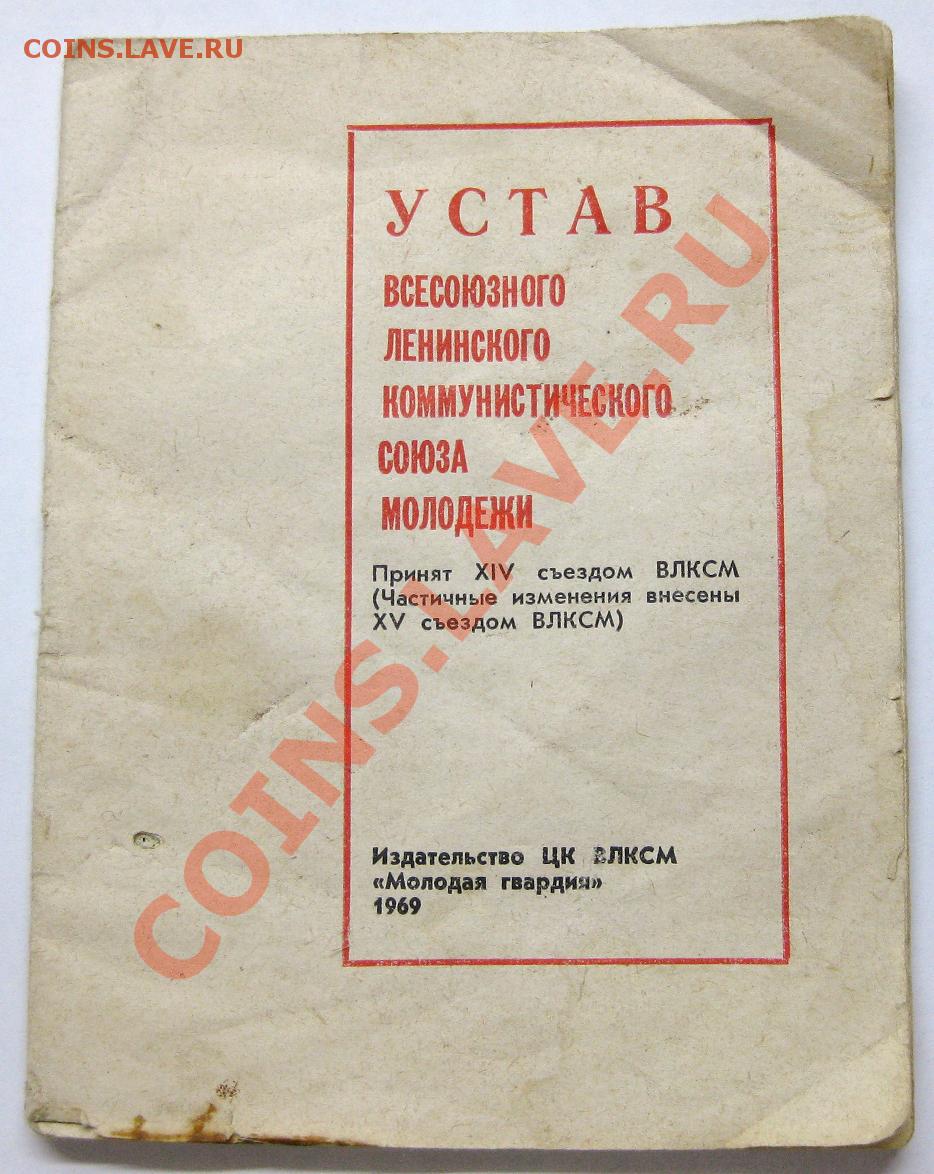 COINS.LAVE.RU
УСТАВ
ВСЕСОЮЗНОГО
ЛЕНИНСКОГО
КОММУНИСТИЧЕСКОГО
СОЮЗА
МОЛОДЕЖИ
Принят XIV съездом ВЛКСМ
(Частичные изменения внесены
XV съездом ВЛКСМ)
COINS.LAVE.RU
Издательство ЦК ВЛКСМ
«Молодая гвардия»
1969